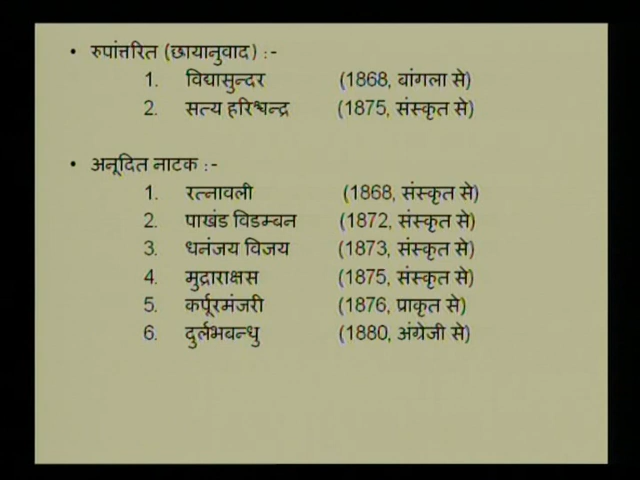 • रुपांत्तरित (छायानुवाद) :-
1. विद्यासुन्दर (1868, बांगला से)
2. सत्य हरिश्चन्द्र (1875, संस्कृत से)
• अनूदित नाटक :-
1. रत्नावली (1868, संस्कृत से)
2. पाखंड विडम्बन (1872, संस्कृत से)
3. धनंजय विजय (1873, संस्कृत से)
4. मुद्राराक्षस (1875, संस्कृत से)
5. कर्पूरमंजरी (1876, प्राकृत से)
6. दुर्लभबन्धु (1880, अंग्रेजी से)